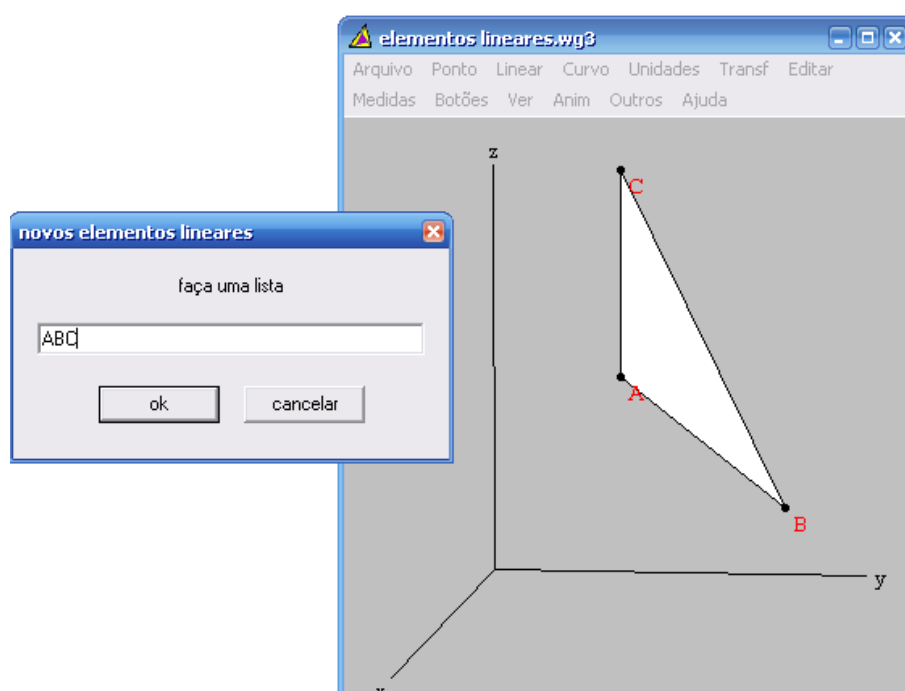 elementos lineares.wg3
Arquivo Ponto Linear Curvo Unidades Transf Editar
Medidas Botões Ver Anim Outros Ajuda
novos elementos lineares
faça uma lista
ABC
ok cancelar
z
C
A
B
y
x